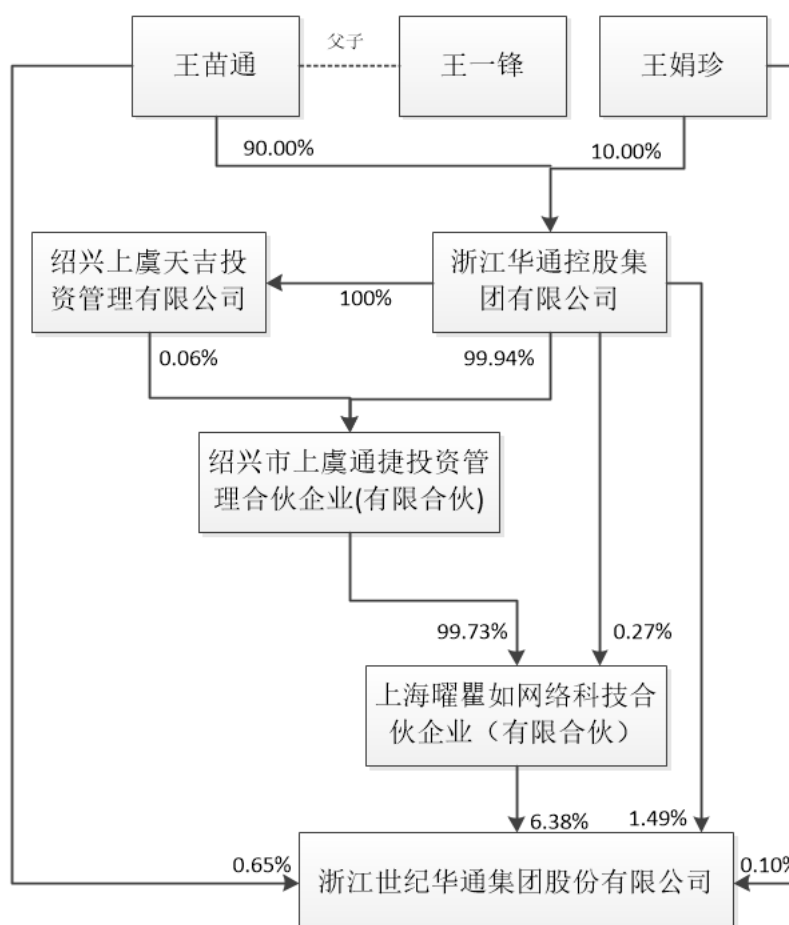 父子
王苗通
王一锋
王娟珍
90.00%
10.00%
绍兴上虞天吉投
资管理有限公司
浙江华通控股集
团有限公司
100%
0.06%
99.94%
绍兴市上虞通捷投资管
理合伙企业(有限合伙)
99.73%
0.27%
上海曜瞿如网络科技合
伙企业（有限合伙）
6.38%
1.49%
0.65%
0.10%
浙江世纪华通集团股份有限公司